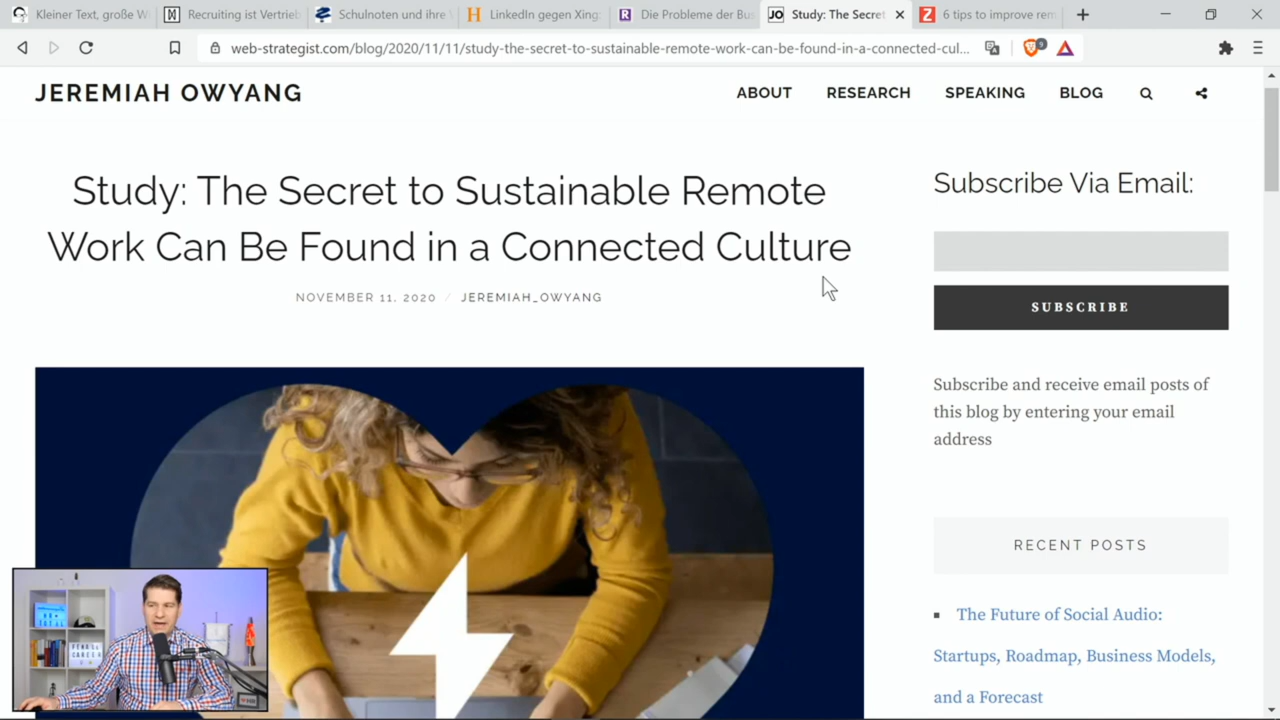 Kleiner Text, große W
Recruiting ist Vertrieb
Schulnoten und ihre
LinkedIn gegen Xing:
Die Probleme der Bus
JO
Study: The Secret
6 tips to improve rem
web-strategist.com/blog/2020/11/11/study-the-secret-to-sustainable-remote-work-can-be-found-in-a-connected-cul...
9
JEREMIAH OWYANG
ABOUT
RESEARCH
SPEAKING
BLOG
Study: The Secret to Sustainable Remote
Work Can Be Found in a Connected Culture
NOVEMBER 11, 2020 / JEREMIAH_OWYANG
Subscribe Via Email:
SUBSCRIBE
Subscribe and receive email posts of
this blog by entering your email
address
RECENT POSTS
The Future of Social Audio:
Startups, Roadmap, Business Models,
and a Forecast